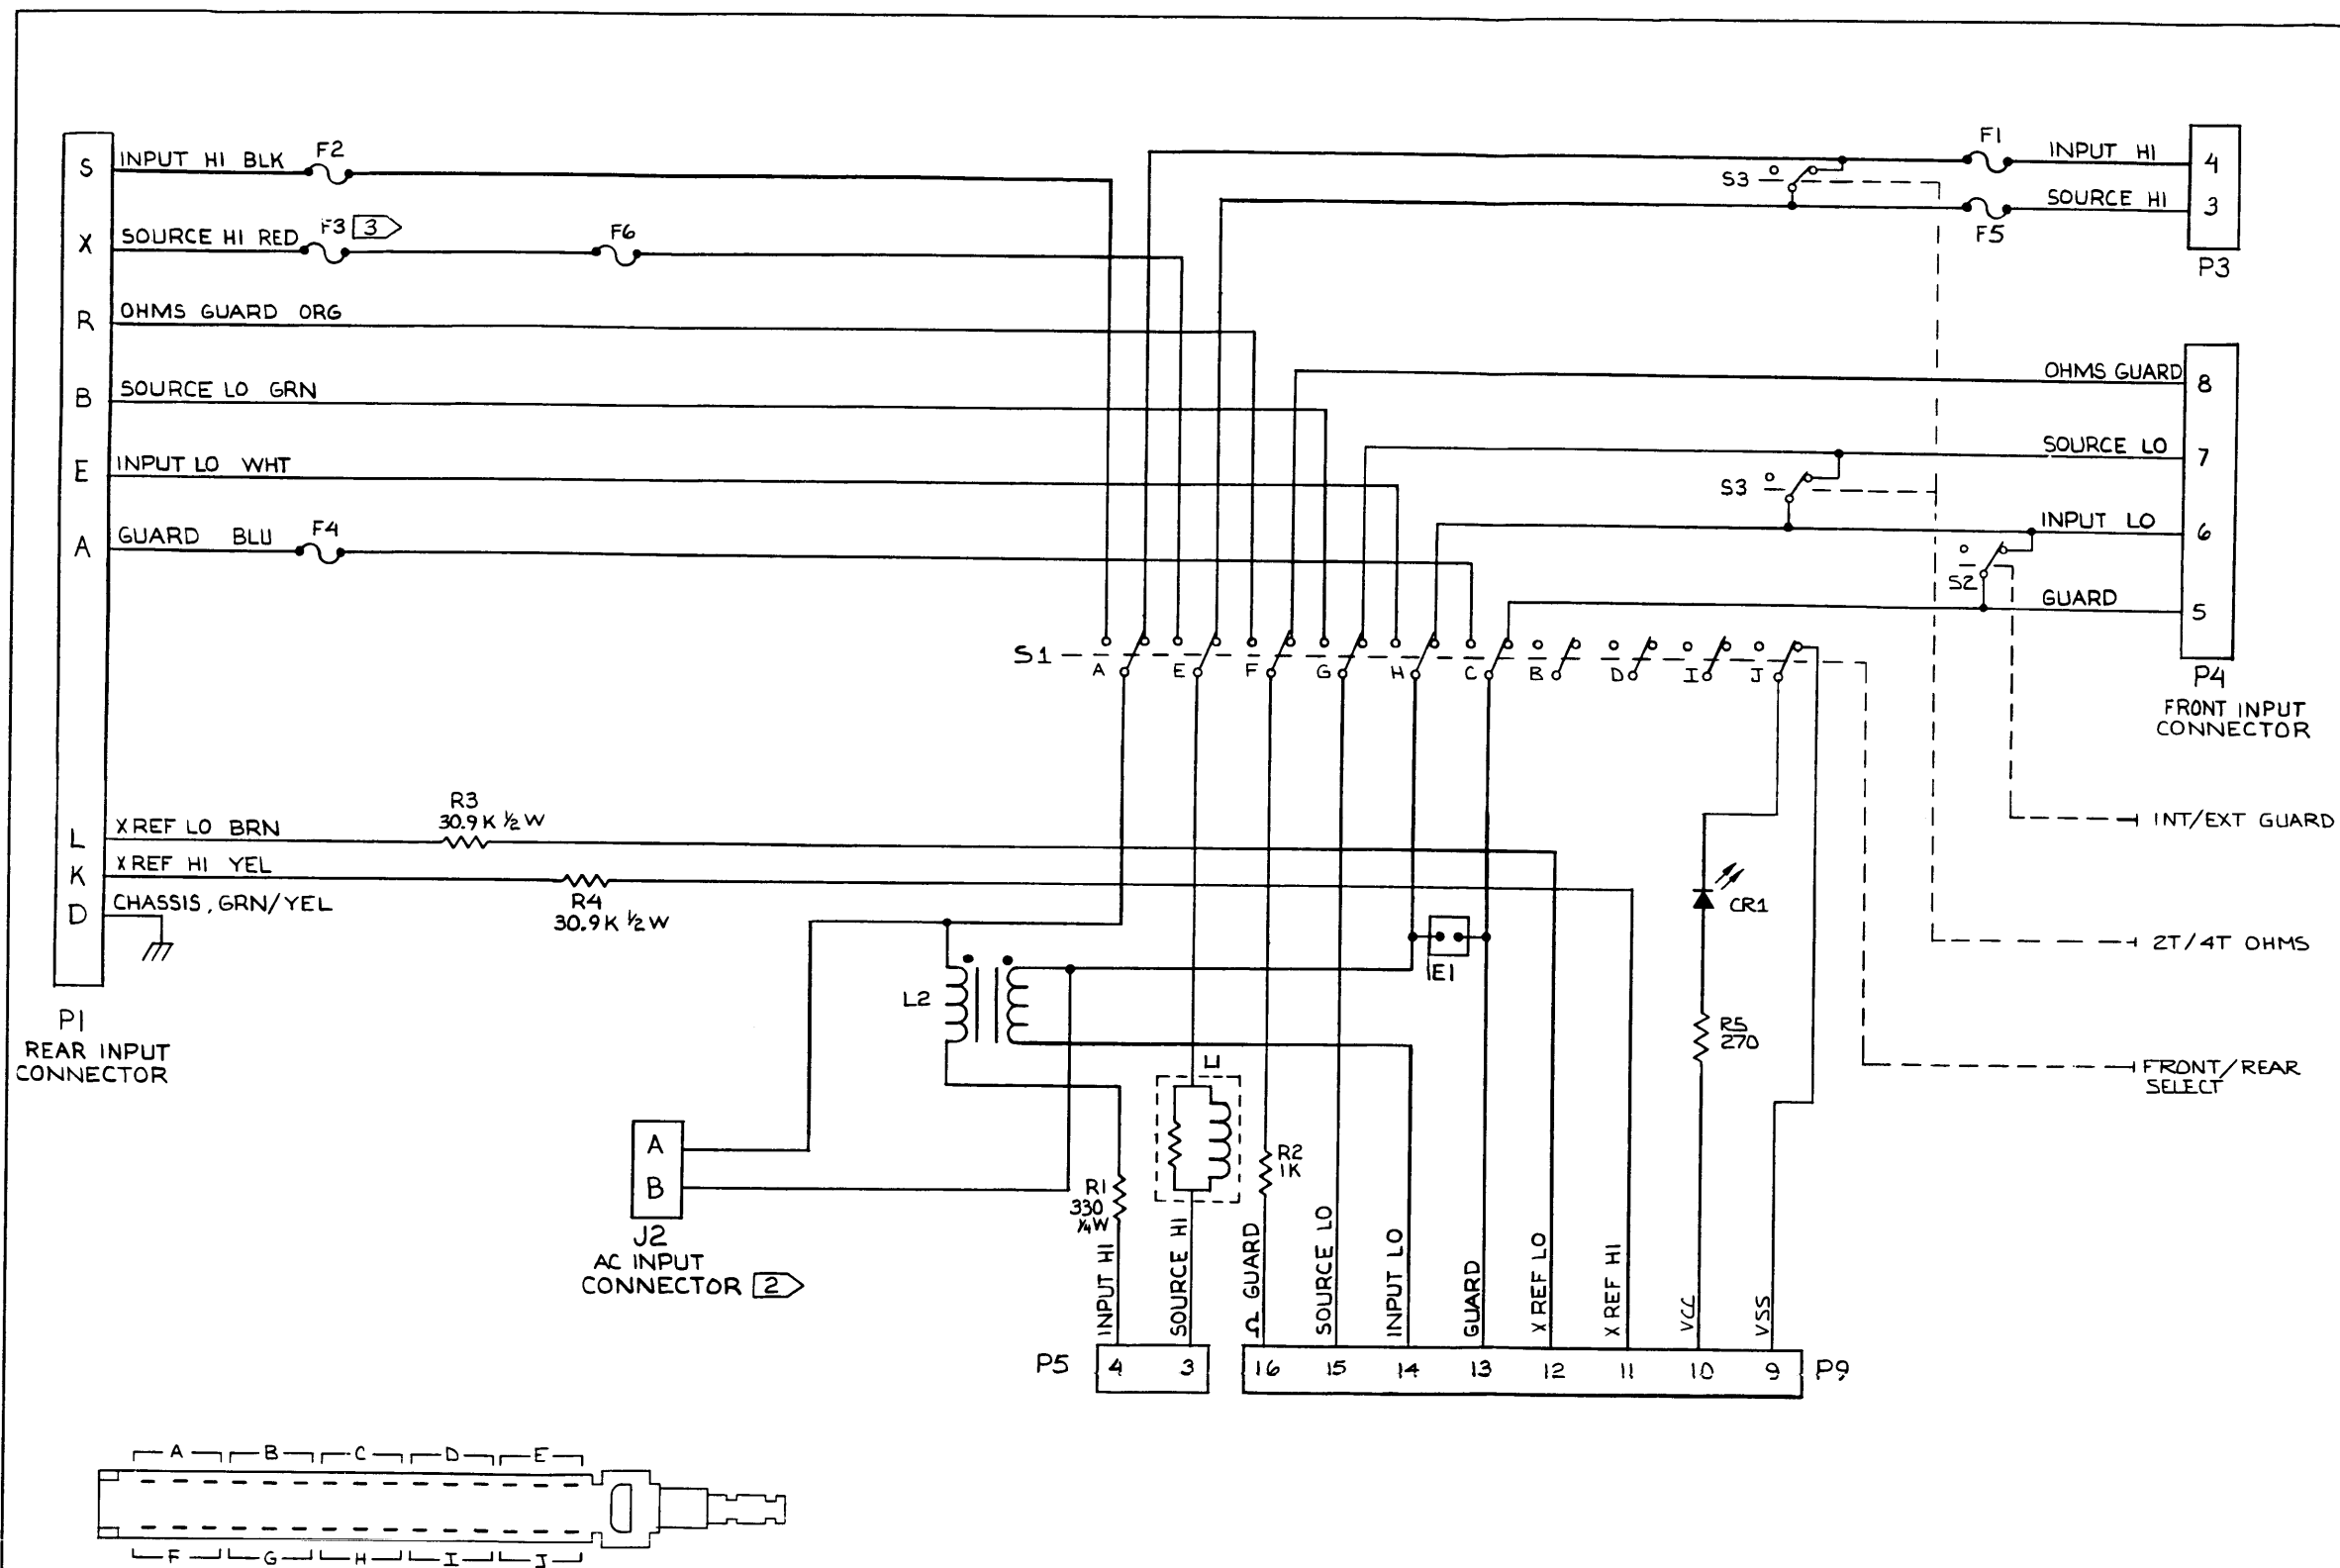 S
INPUT HI BLK
F2
X
SOURCE HI RED
F3 3
F6
R
OHMS GUARD ORG
B
SOURCE LO GRN
E
INPUT LO WHT
A
GUARD BLU
F4
L
XREF LO BRN
R3
30.9K ½W
K
XREF HI YEL
R4
30.9K ½W
D
CHASSIS, GRN/YEL
P1
REAR INPUT
CONNECTOR
F1
INPUT HI
4
S3
SOURCE HI
3
F5
P3
OHMS GUARD
8
SOURCE LO
7
S3
INPUT LO
6
S2
GUARD
5
P4
FRONT INPUT
CONNECTOR
S1
A E F G H C B D I J
INT/EXT GUARD
2T/4T OHMS
FRONT/REAR
SELECT
CR1
R5
270
E1
L2
L1
A
B
J2
AC INPUT
CONNECTOR 2
R1
330
¼W
R2
1K
INPUT HI
SOURCE HI
Ω GUARD
SOURCE LO
INPUT LO
GUARD
X REF LO
X REF HI
VCC
VSS
P5
4 3
16 15 14 13 12 11 10 9
P9
A B C D E
F G H I J